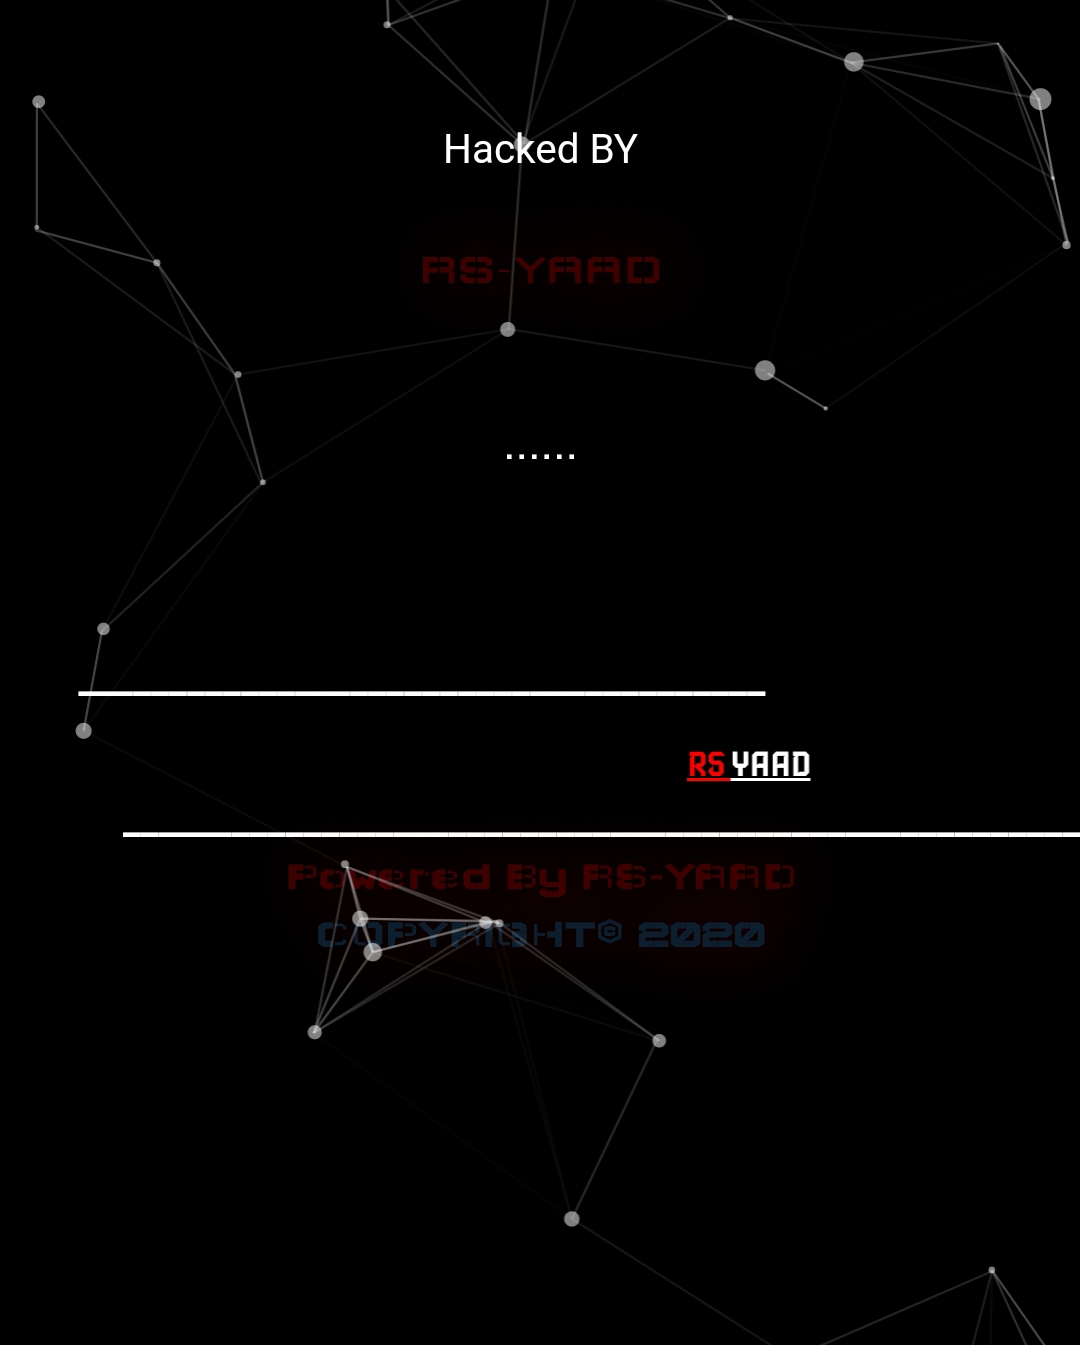 Hacked BY
RS-YAAD
......
RS YAAD
Powered By RS-YAAD
COPYRIGHT© 2020